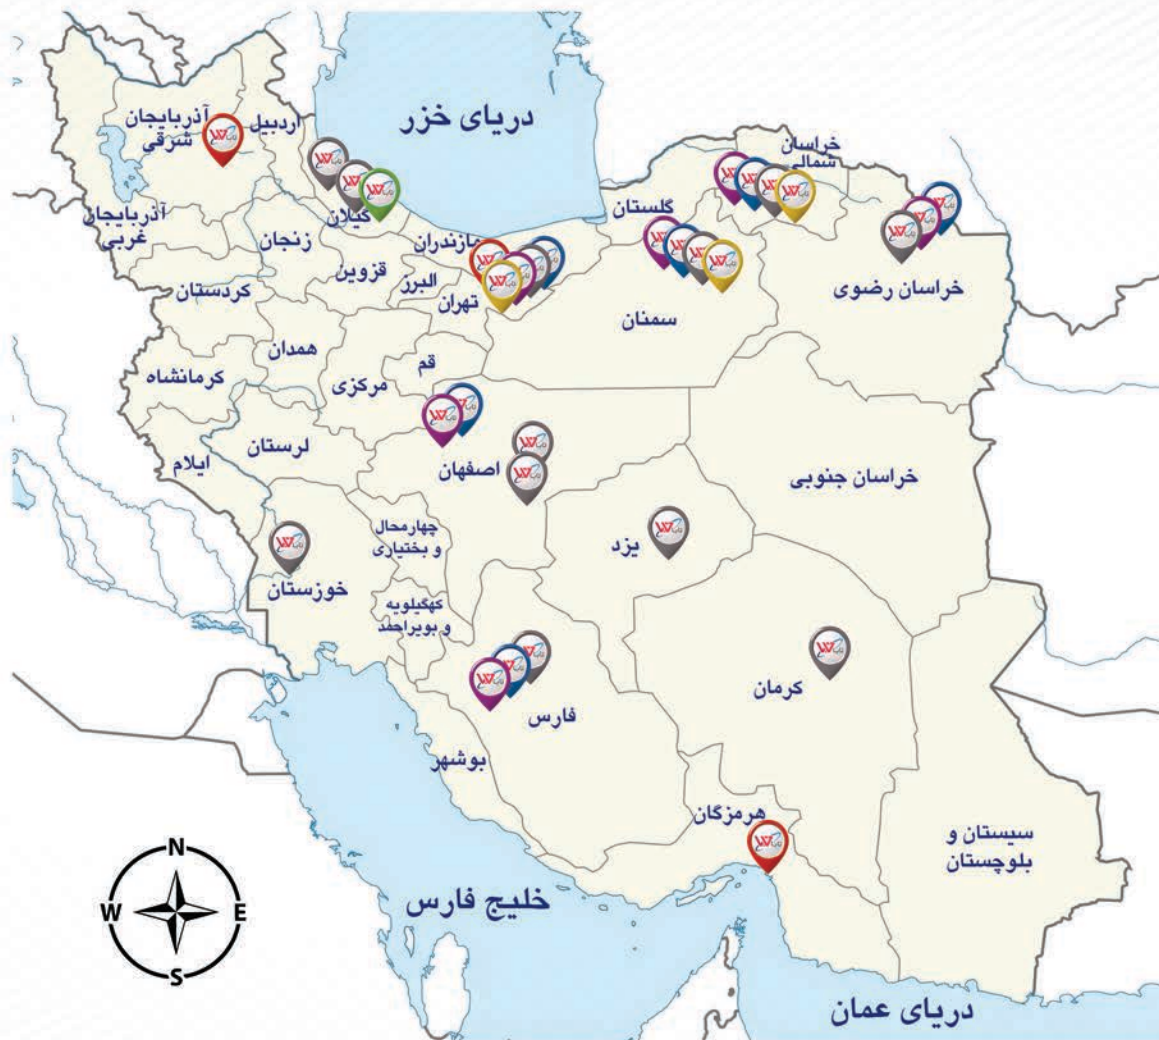 دریای خزر
آذربایجان
شرقی
اردبیل
خراسان
شمالی
گیلان
گلستان
آذربایجان
غربی
زنجان
مازندران
قزوین
البرز
تهران
خراسان رضوی
کردستان
سمنان
همدان
قم
کرمانشاه
مرکزی
لرستان
ایلام
اصفهان
خراسان جنوبی
چهارمحال
و بختیاری
یزد
خوزستان
کهگیلویه
و بویراحمد
کرمان
فارس
بوشهر
هرمزگان
سیستان و
بلوچستان
N
W
E
S
خلیج فارس
دریای عمان